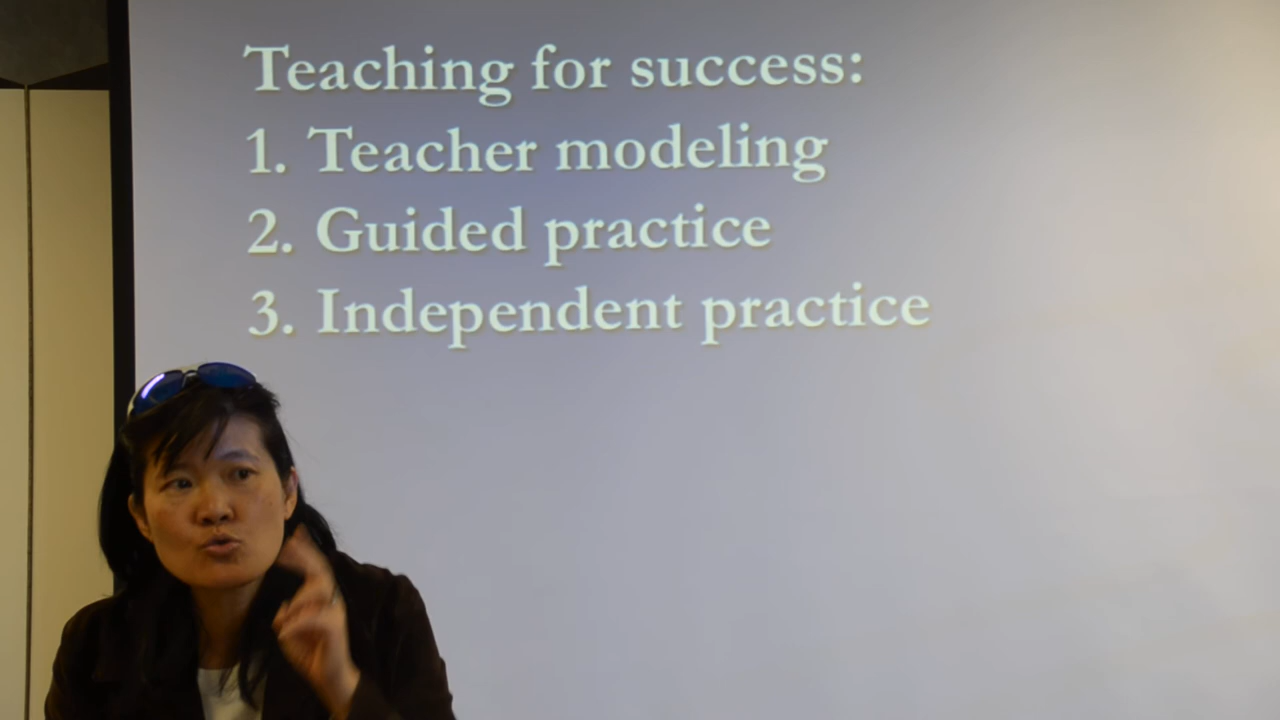 Teaching for success:
1. Teacher modeling
2. Guided practice
3. Independent practice